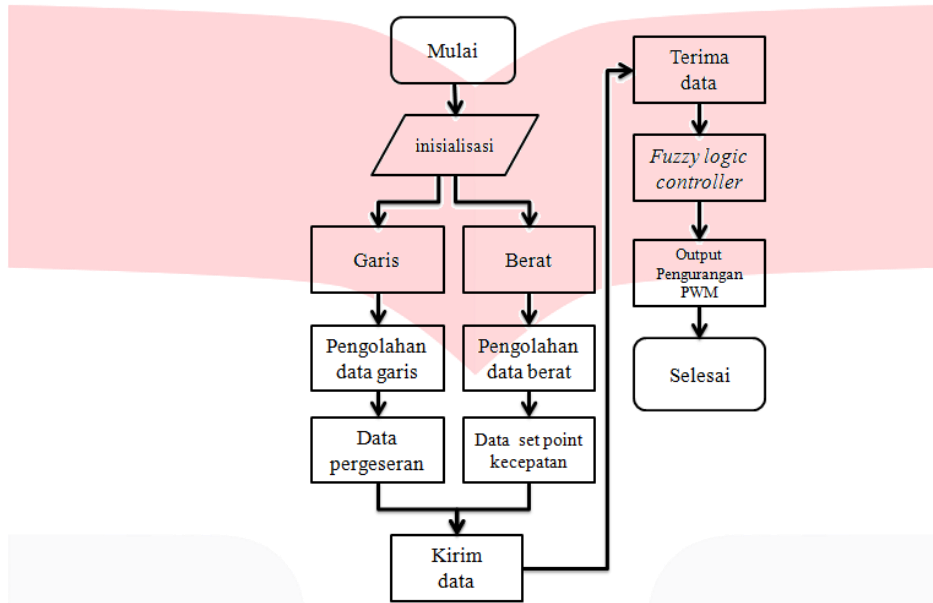 Mulai
inisialisasi
Garis
Berat
Pengolahan
data garis
Pengolahan
data berat
Data
pergeseran
Data set point
kecepatan
Kirim
data
Terima
data
Fuzzy logic
controller
Output
Pengurangan
PWM
Selesai